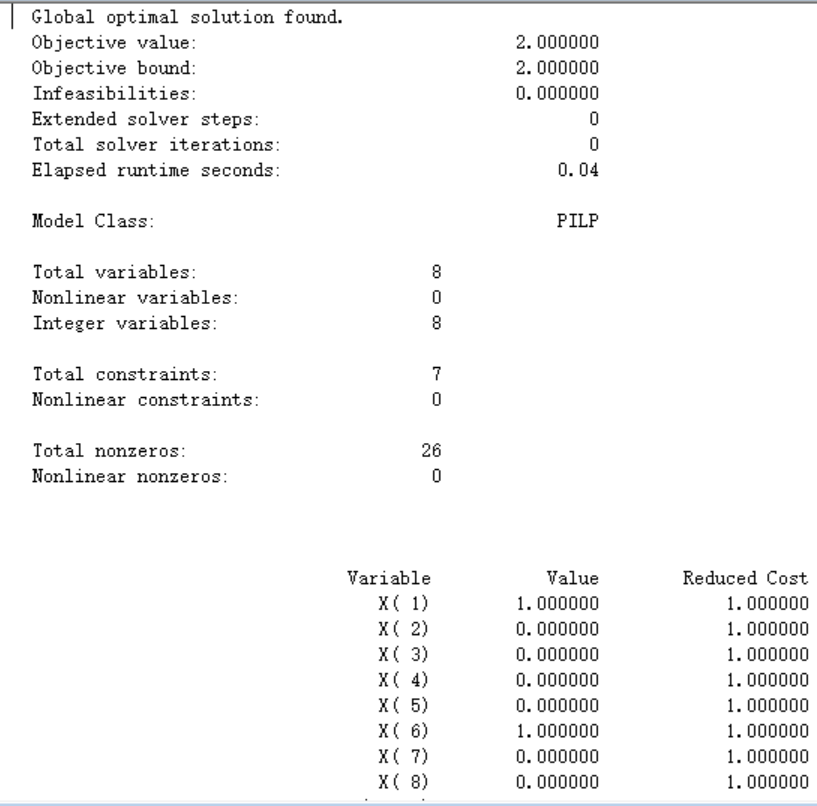 Global optimal solution found.
Objective value: 2.000000
Objective bound: 2.000000
Infeasibilities: 0.000000
Extended solver steps: 0
Total solver iterations: 0
Elapsed runtime seconds: 0.04
Model Class: PILP
Total variables: 8
Nonlinear variables: 0
Integer variables: 8
Total constraints: 7
Nonlinear constraints: 0
Total nonzeros: 26
Nonlinear nonzeros: 0
Variable Value Reduced Cost
X( 1) 1.000000 1.000000
X( 2) 0.000000 1.000000
X( 3) 0.000000 1.000000
X( 4) 0.000000 1.000000
X( 5) 0.000000 1.000000
X( 6) 1.000000 1.000000
X( 7) 0.000000 1.000000
X( 8) 0.000000 1.000000